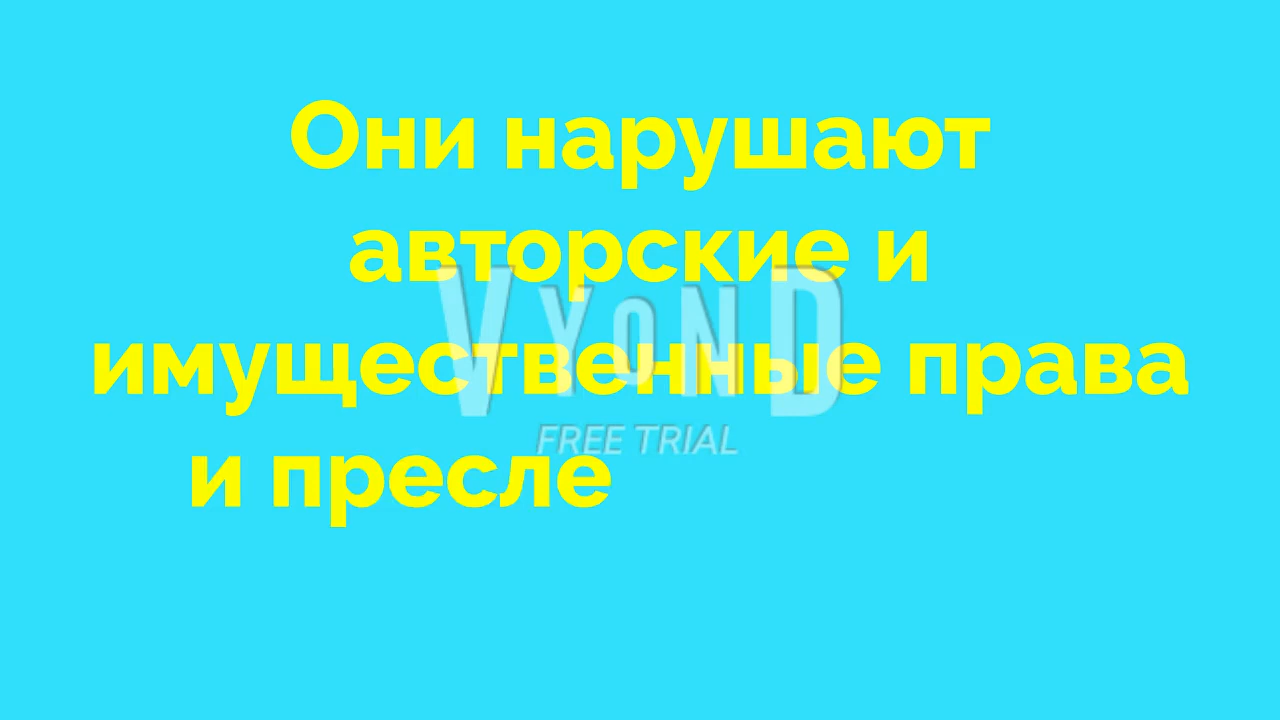 Они нарушают
авторские и
имущественные права
и пресле
VYOND
FREE TRIAL